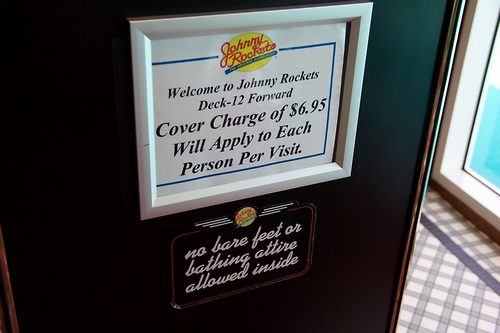 Johnny
Rockets
Welcome to Johnny Rockets
Deck-12 Forward
Cover Charge of $6.95
Will Apply to Each
Person Per Visit.
no bare feet or
bathing attire
allowed inside